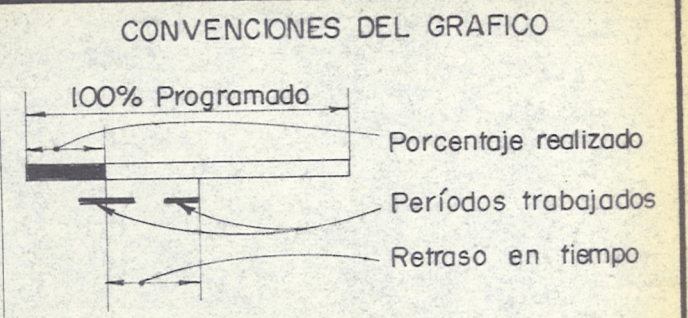 CONVENCIONES DEL GRAFICO
100% Programado
Porcentaje realizado
Períodos trabajados
Retraso en tiempo